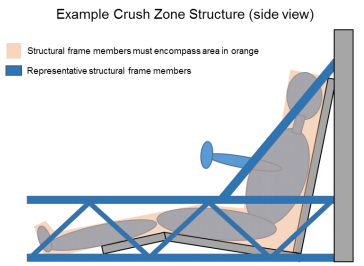 Example Crush Zone Structure (side view)
Structural frame members must encompass area in orange
Representative structural frame members